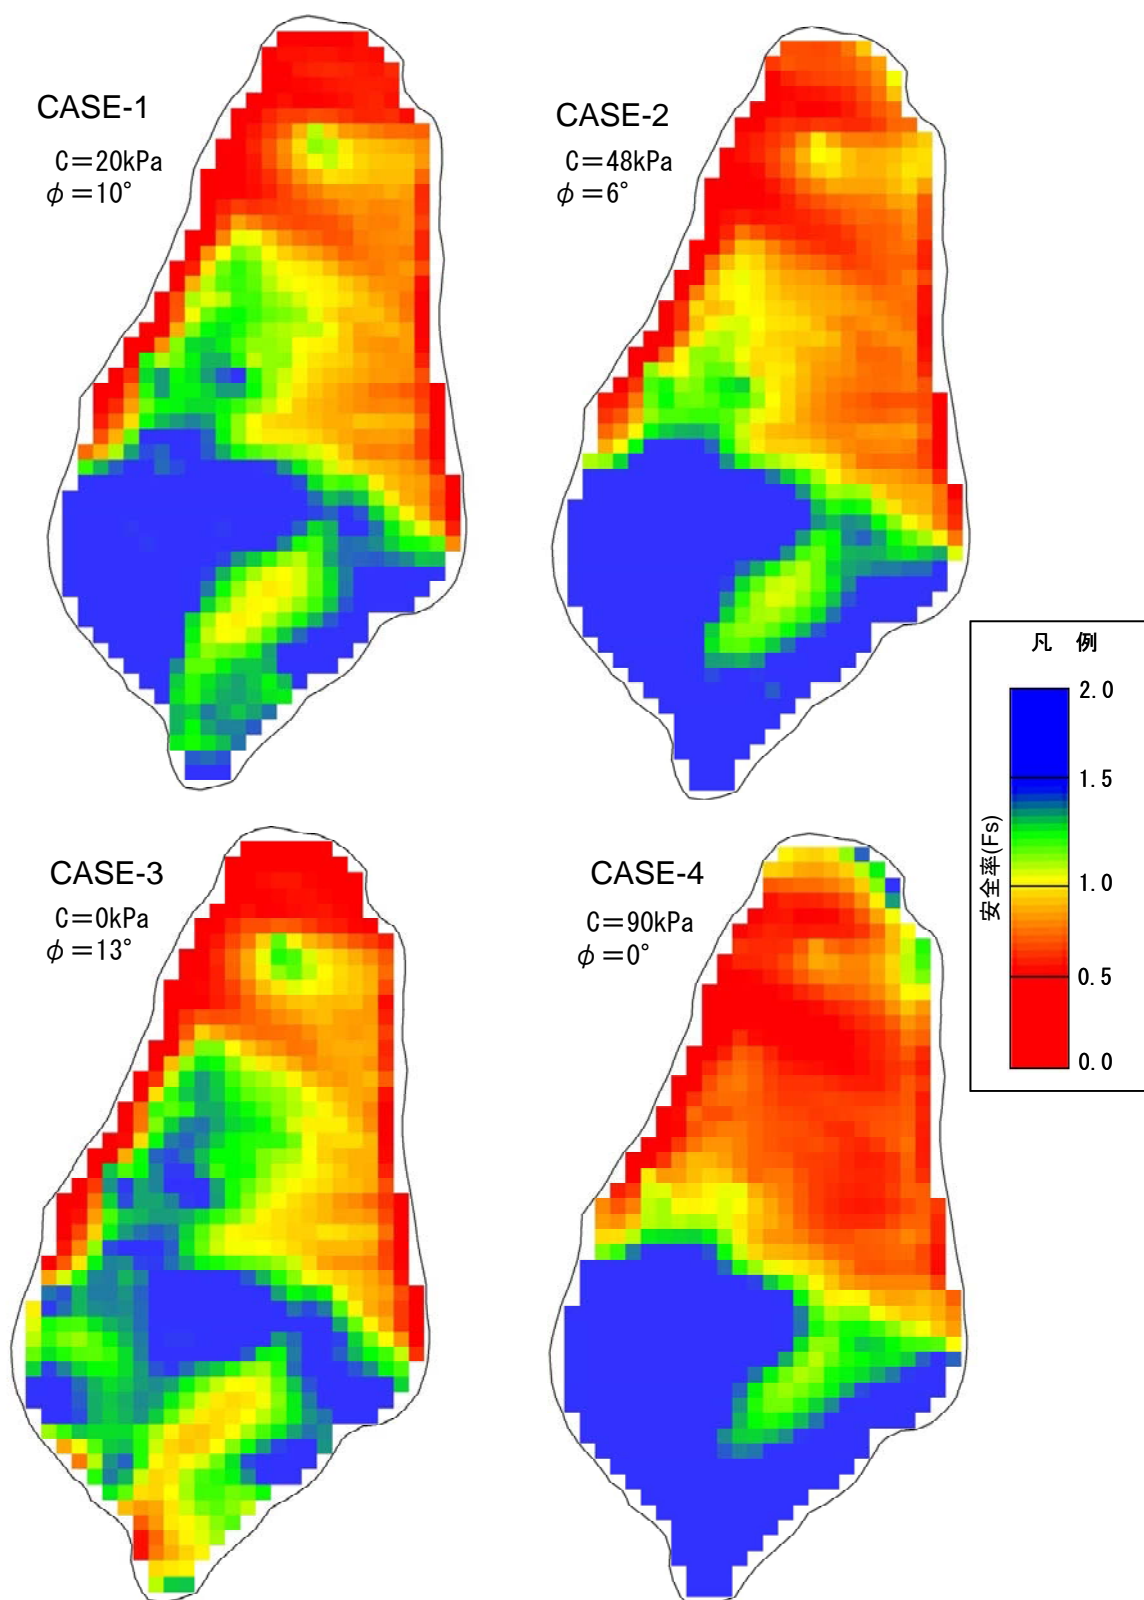 CASE-1
C=20kPa
φ=10°
CASE-2
C=48kPa
φ=6°
CASE-3
C=0kPa
φ=13°
CASE-4
C=90kPa
φ=0°
凡 例
2.0
1.5
1.0
0.5
0.0
安全率(Fs)